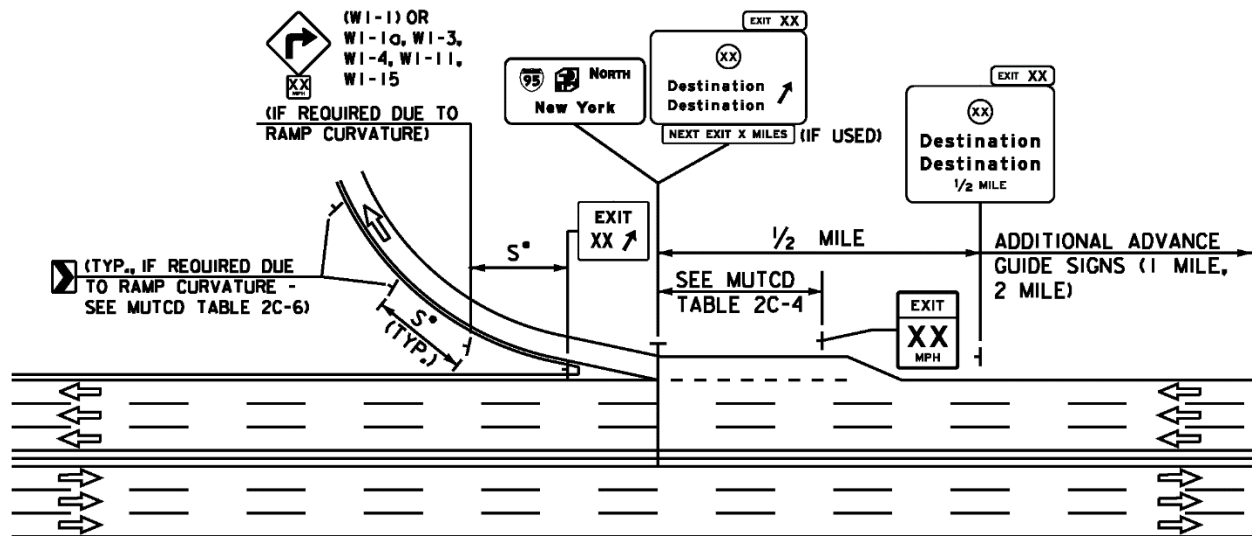 (W1-1) OR
W1-1a, W1-3,
W1-4, W1-11,
W1-15
XX
MPH
(IF REQUIRED DUE TO
RAMP CURVATURE)
95 NORTH
New York
EXIT XX
XX
Destination
Destination
NEXT EXIT X MILES (IF USED)
EXIT XX
XX
Destination
Destination
1/2 MILE
EXIT
XX
S*
1/2 MILE
ADDITIONAL ADVANCE
GUIDE SIGNS (1 MILE,
2 MILE)
(TYP., IF REQUIRED DUE
TO RAMP CURVATURE -
SEE MUTCD TABLE 2C-6)
S*
(TYP.)
SEE MUTCD
TABLE 2C-4
EXIT
XX
MPH